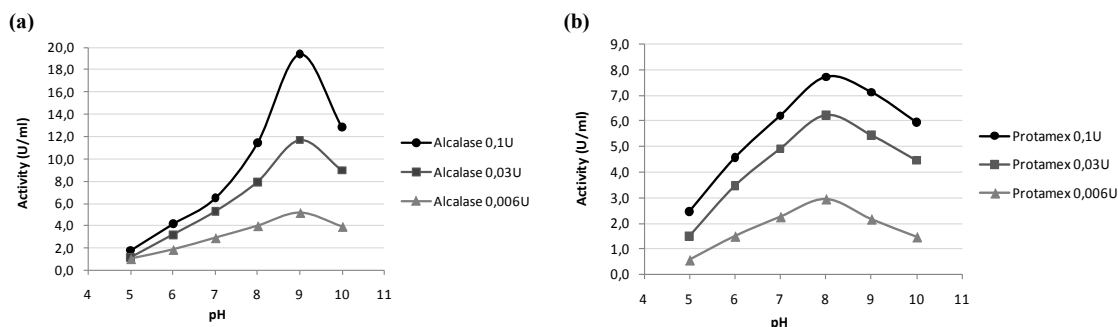 (a)
20,0
18,0
16,0
14,0
12,0
10,0
8,0
6,0
4,0
2,0
0,0
Activity (U/ml)
4 5 6 7 8 9 10 11
pH
Alcalase 0,1U
Alcalase 0,03U
Alcalase 0,006U
(b)
9,0
8,0
7,0
6,0
5,0
4,0
3,0
2,0
1,0
0,0
Activity (U/ml)
4 5 6 7 8 9 10 11
pH
Protamex 0,1U
Protamex 0,03U
Protamex 0,006U